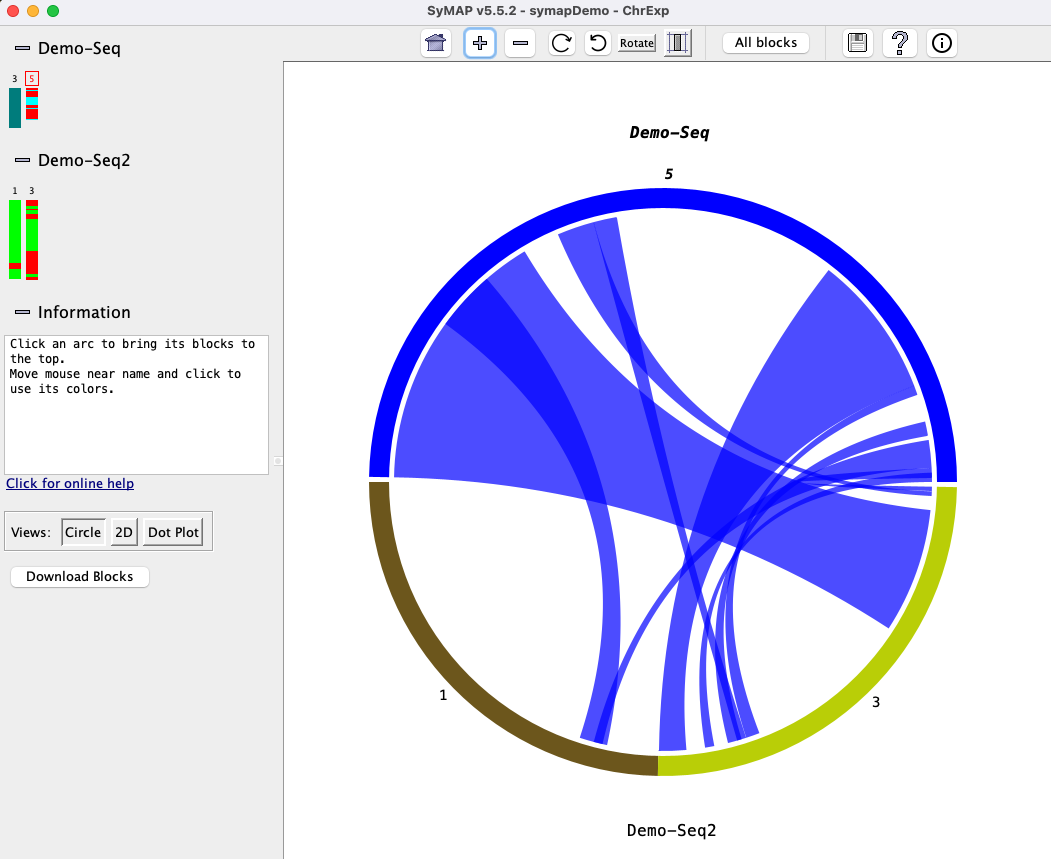 SyMAP v5.5.2 - symapDemo - ChrExp
Rotate
All blocks
Demo-Seq
3 5
Demo-Seq2
1 3
Information
Click an arc to bring its blocks to
the top.
Move mouse near name and click to
use its colors.
Click for online help
Views: Circle 2D Dot Plot
Download Blocks
Demo-Seq
5
1
3
Demo-Seq2